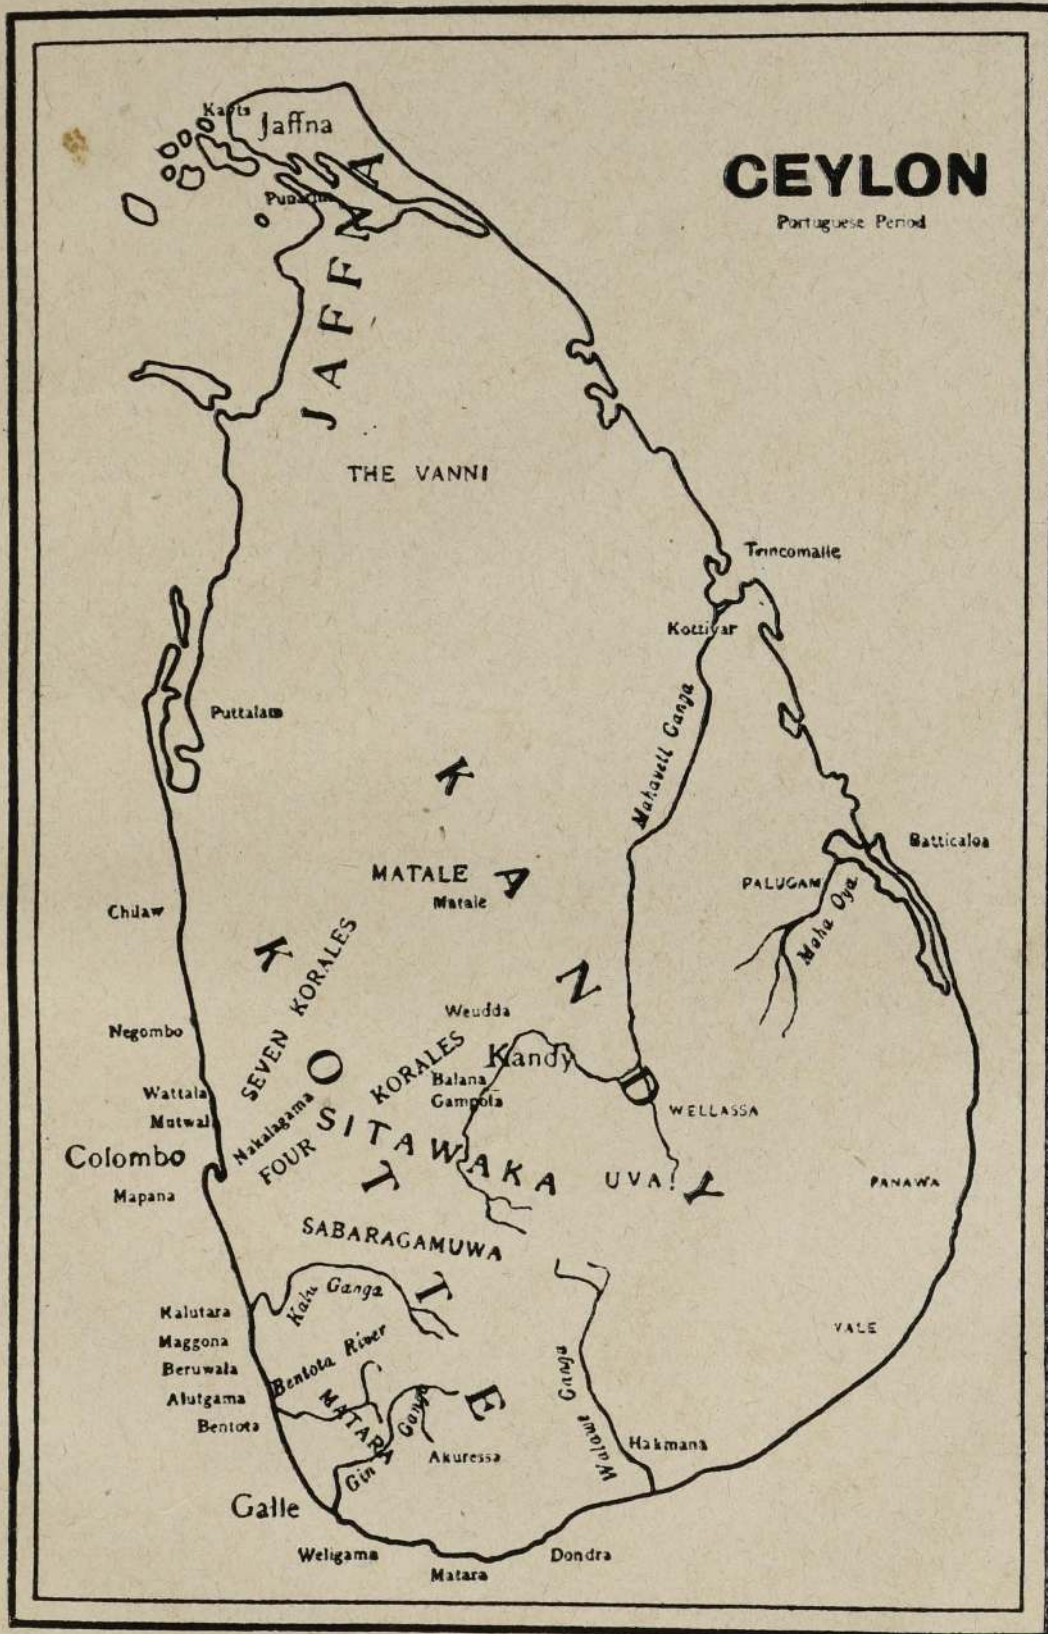 CEYLON
Portuguese Period
Kayts
Jaffna
JAFFNA
THE VANNI
Trincomalie
Kottiyar
Puttalam
Mahaveli Ganga
KANDY
MATALE
Matale
Batticaloa
PALUGAM
Maha Oya
Chilaw
KOTTE
SEVEN KORALES
Weudda
Negombo
Kandy
FOUR KORALES
Balana
Gampola
Wattala
Mutwal
Nakalagama
SITAWAKA
WELLASSA
Colombo
Mapana
UVA
PANAWA
SABARAGAMUWA
Kalu Ganga
Kalutara
Maggona
Beruwala
Alutgama
Bentota
Bentota River
MATARA
Gin Ganga
Akuressa
Walawe Ganga
Hakmana
VALE
Galle
Weligama
Matara
Dondra